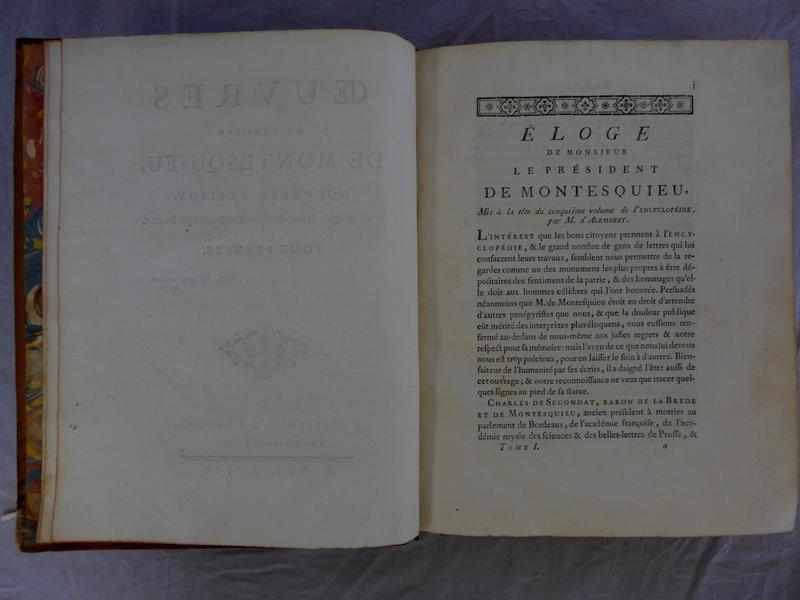 ŒUVRES
DE MONSIEUR
DE MONTESQUIEU,
NOUVELLE ÉDITION,
TOME PREMIER.
i
ÉLOGE
DE MONSIEUR
LE PRÉSIDENT
DE MONTESQUIEU,
Mis à la tête du cinquième volume de l'ENCYCLOPÉDIE,
par M. d'ALEMBERT.
L'INTÉREST que les bons citoyens prennent à l'ENCY-
CLOPÉDIE, & le grand nombre de gens de lettres qui lui
consacrent leurs travaux, semblent nous permettre de la re-
garder comme un des monumens les plus propres à être dé-
positaires des sentimens de la patrie, & des hommages qu'el-
le doit aux hommes célèbres qui l'ont honorée. Persuadés
néanmoins que M. de Montesquieu étoit en droit d'attendre
d'autres panégyristes que nous, & que la douleur publique
eût mérité des interprètes plus éloquens, nous eussions ren-
fermé au-dedans de nous-même nos justes regrets & notre
respect pour sa mémoire: mais l'aveu de ce que nous lui devons
nous est trop précieux, pour en laisser le soin à d'autres. Bien-
faiteur de l'humanité par ses écrits, il a daigné l'être aussi de
cet ouvrage; & notre reconnoissance ne veut que tracer quel-
ques lignes au pied de sa statue.
CHARLES DE SECONDAT, BARON DE LA BREDE
ET DE MONTESQUIEU, ancien président à mortier au
parlement de Bordeaux, de l'académie françoise, de l'aca-
démie royale des sciences & des belles-lettres de Prusse, &
TOME I. a